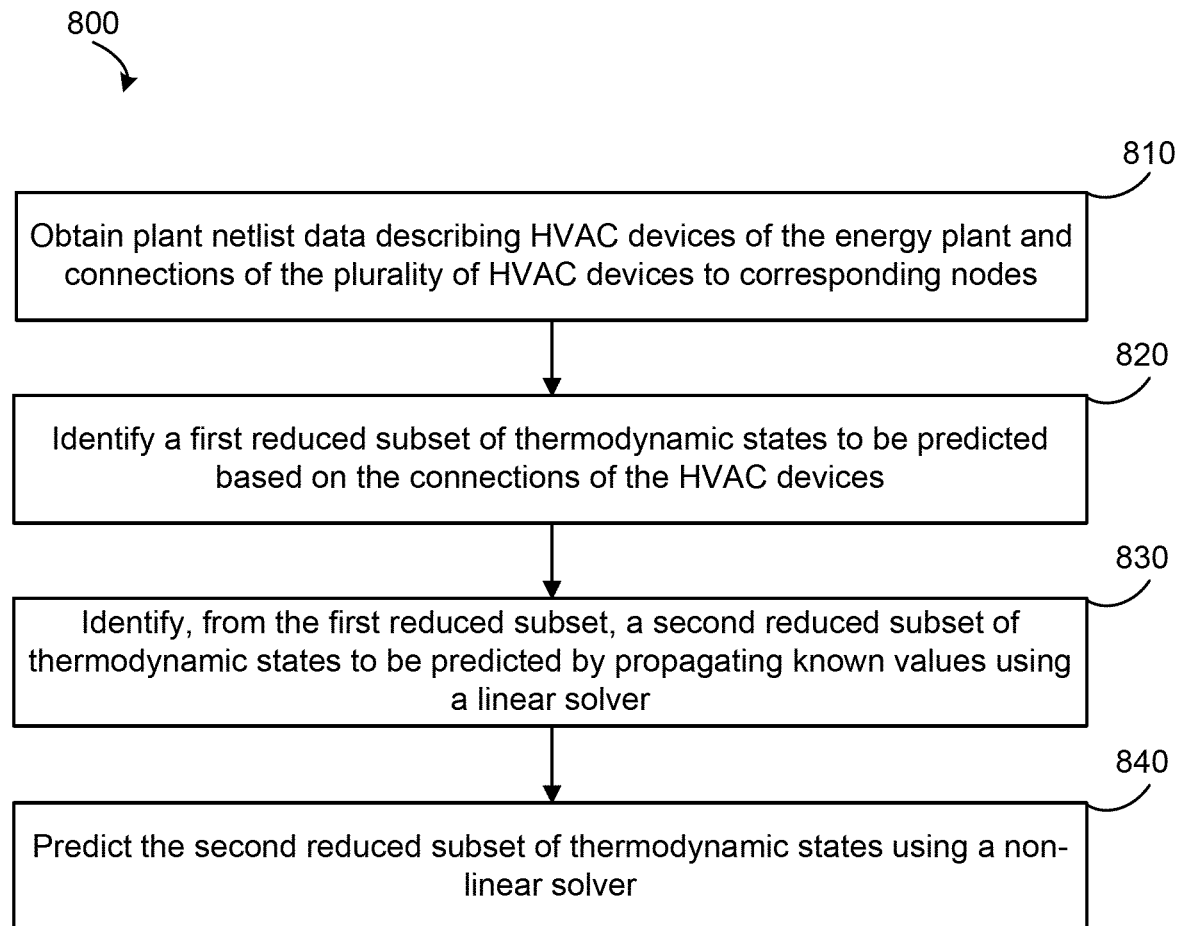 800
810
Obtain plant netlist data describing HVAC devices of the energy plant and
connections of the plurality of HVAC devices to corresponding nodes
820
Identify a first reduced subset of thermodynamic states to be predicted
based on the connections of the HVAC devices
830
Identify, from the first reduced subset, a second reduced subset of
thermodynamic states to be predicted by propagating known values using
a linear solver
840
Predict the second reduced subset of thermodynamic states using a non-
linear solver